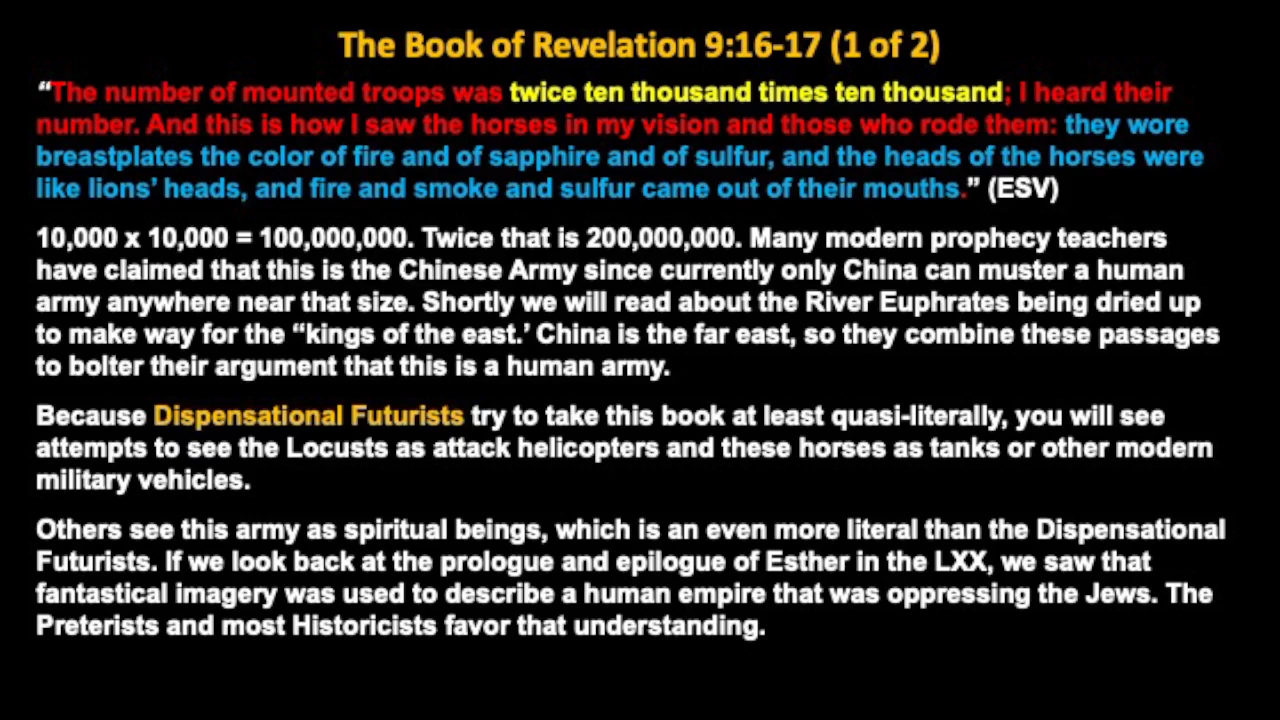 The Book of Revelation 9:16-17 (1 of 2)
“The number of mounted troops was twice ten thousand times ten thousand; I heard their
number. And this is how I saw the horses in my vision and those who rode them: they wore
breastplates the color of fire and of sapphire and of sulfur, and the heads of the horses were
like lions’ heads, and fire and smoke and sulfur came out of their mouths.” (ESV)
10,000 x 10,000 = 100,000,000. Twice that is 200,000,000. Many modern prophecy teachers
have claimed that this is the Chinese Army since currently only China can muster a human
army anywhere near that size. Shortly we will read about the River Euphrates being dried up
to make way for the “kings of the east.’ China is the far east, so they combine these passages
to bolter their argument that this is a human army.
Because Dispensational Futurists try to take this book at least quasi-literally, you will see
attempts to see the Locusts as attack helicopters and these horses as tanks or other modern
military vehicles.
Others see this army as spiritual beings, which is an even more literal than the Dispensational
Futurists. If we look back at the prologue and epilogue of Esther in the LXX, we saw that
fantastical imagery was used to describe a human empire that was oppressing the Jews. The
Preterists and most Historicists favor that understanding.